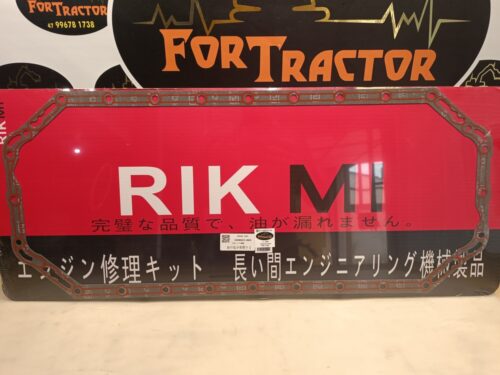 FORTRACTOR
47 99678 1738
FORTRACTOR
RIK MI
RIK MI
完璧な品質で、油が漏れません。
エンジン修理キット 長い間エンジニアリング機械製品